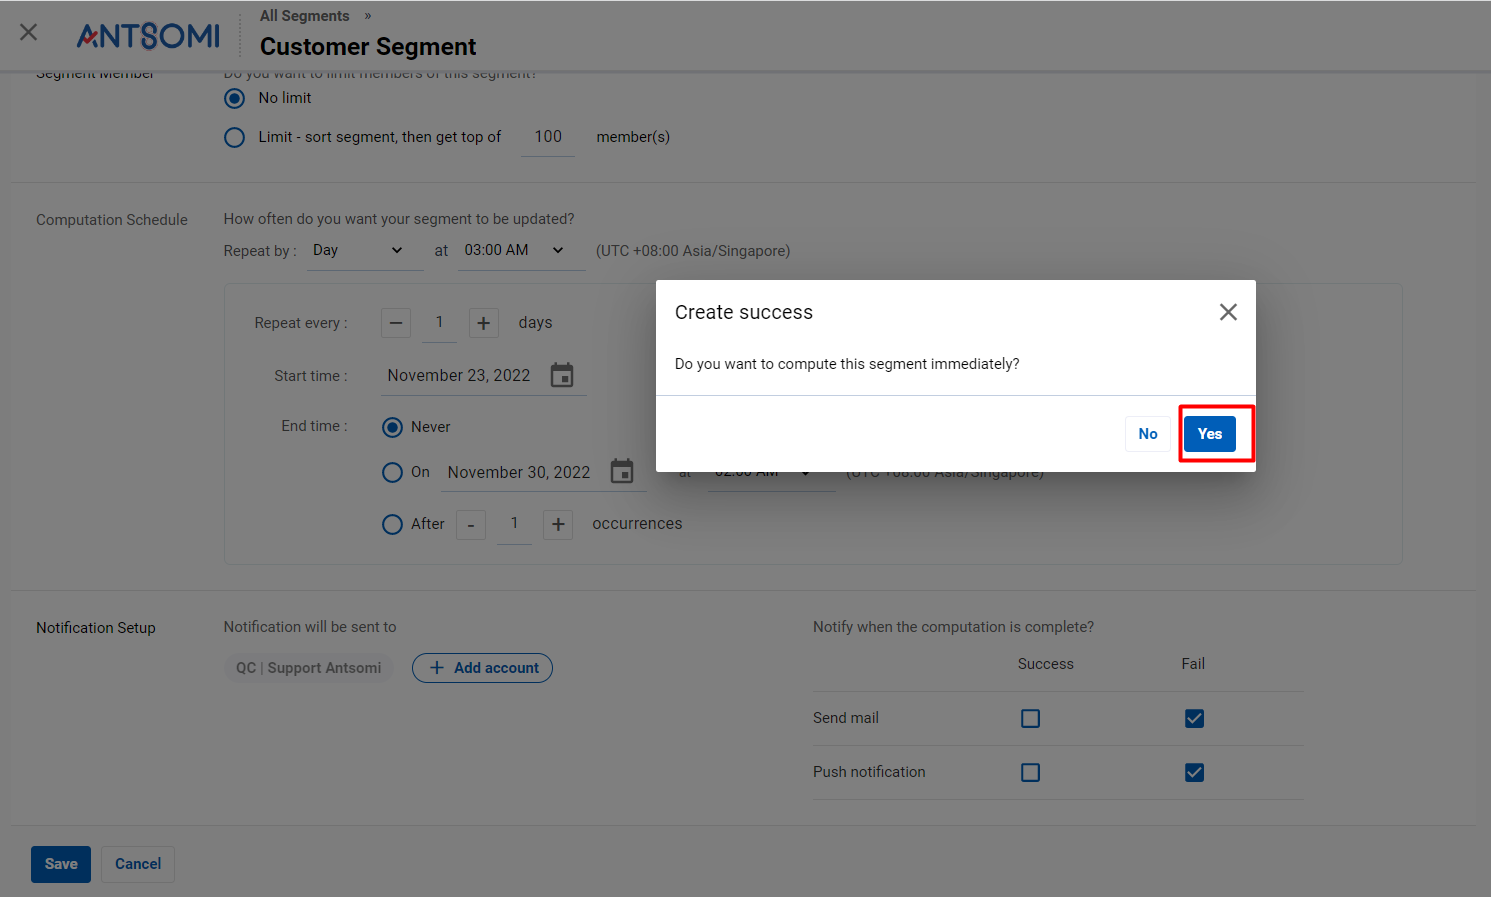 ANTSOMI
All Segments »
Customer Segment
Segment Member
Do you want to limit members of this segment?
No limit
Limit - sort segment, then get top of 100 member(s)
Computation Schedule
How often do you want your segment to be updated?
Repeat by : Day at 03:00 AM (UTC +08:00 Asia/Singapore)
Repeat every : 1 days
Start time : November 23, 2022
End time : Never
On November 30, 2022 at 02:00 AM (UTC +08:00 Asia/Singapore)
After - 1 + occurrences
Create success
Do you want to compute this segment immediately?
No Yes
Notification Setup
Notification will be sent to
QC | Support Antsomi
+ Add account
Notify when the computation is complete?
Success Fail
Send mail
Push notification
Save Cancel